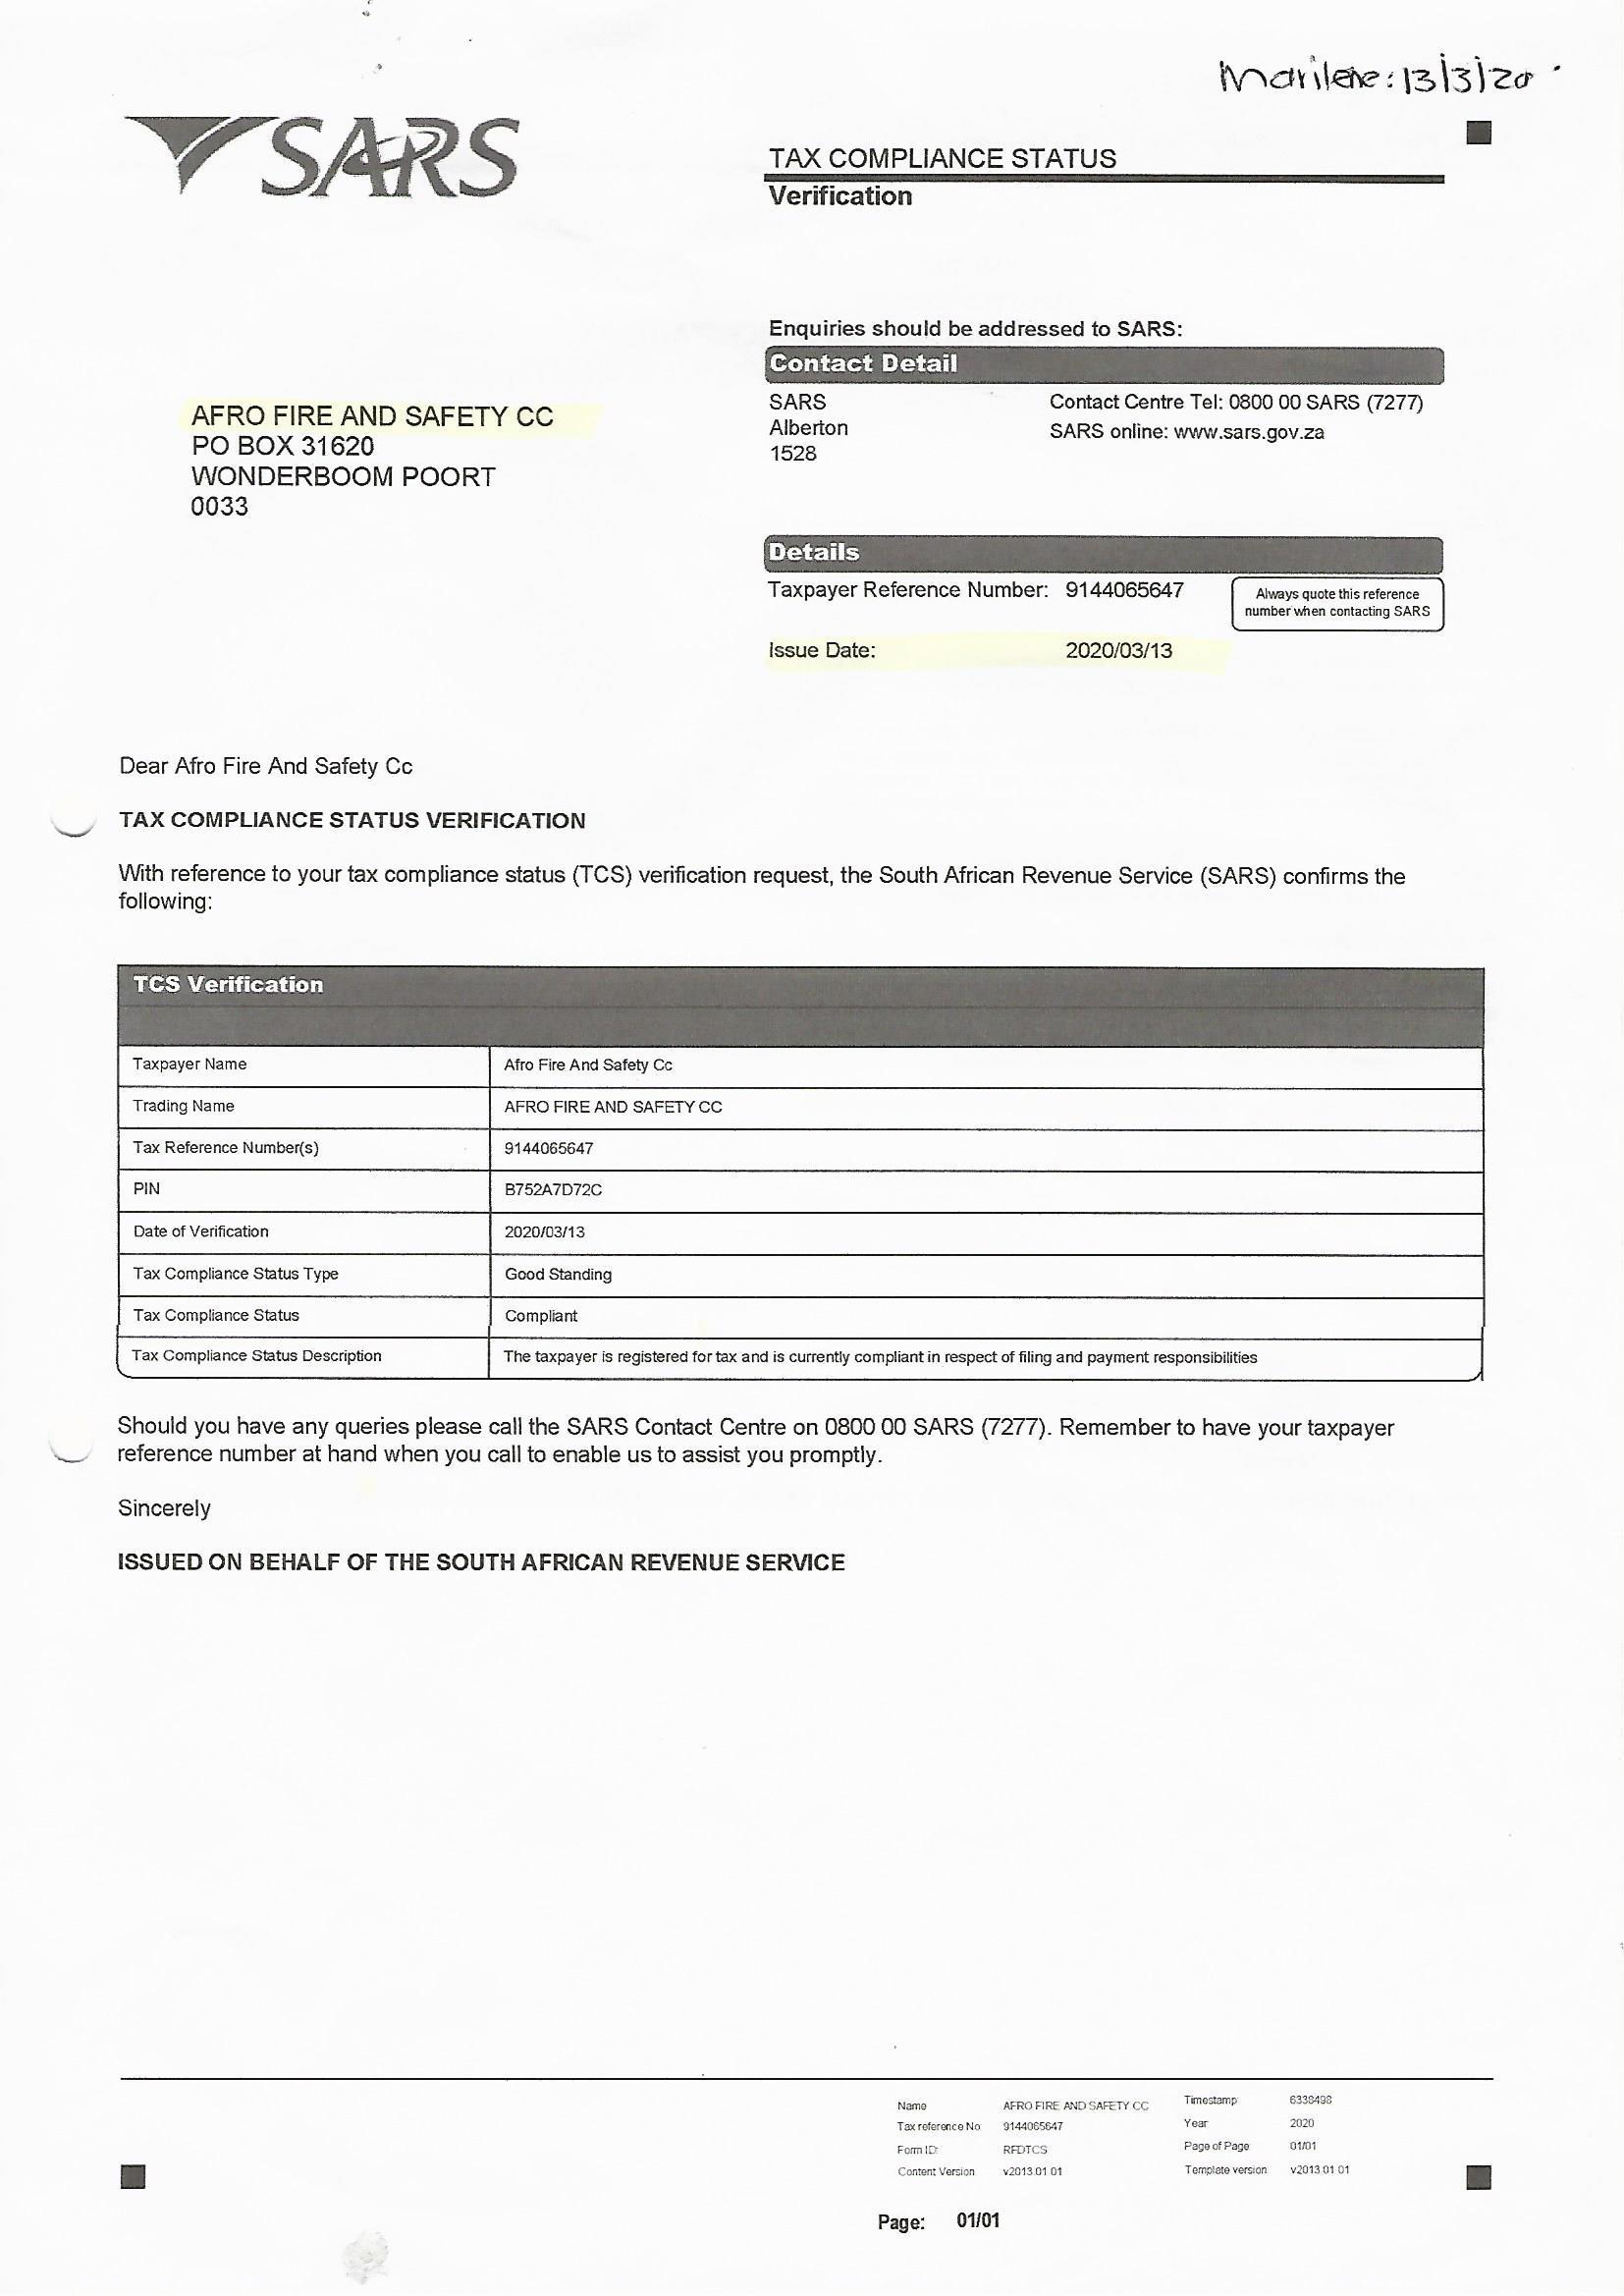 Marilene: 13/3/20
SARS
TAX COMPLIANCE STATUS
Verification
Enquiries should be addressed to SARS:
Contact Detail
SARS
Alberton
1528
Contact Centre Tel: 0800 00 SARS (7277)
SARS online: www.sars.gov.za
AFRO FIRE AND SAFETY CC
PO BOX 31620
WONDERBOOM POORT
0033
Details
Taxpayer Reference Number: 9144065647
Always quote this reference
number when contacting SARS
Issue Date: 2020/03/13
Dear Afro Fire And Safety Cc
TAX COMPLIANCE STATUS VERIFICATION
With reference to your tax compliance status (TCS) verification request, the South African Revenue Service (SARS) confirms the
following:
TCS Verification
Taxpayer Name Afro Fire And Safety Cc
Trading Name AFRO FIRE AND SAFETY CC
Tax Reference Number(s) 9144065647
PIN B752A7D72C
Date of Verification 2020/03/13
Tax Compliance Status Type Good Standing
Tax Compliance Status Compliant
Tax Compliance Status Description The taxpayer is registered for tax and is currently compliant in respect of filing and payment responsibilities
Should you have any queries please call the SARS Contact Centre on 0800 00 SARS (7277). Remember to have your taxpayer
reference number at hand when you call to enable us to assist you promptly.
Sincerely
ISSUED ON BEHALF OF THE SOUTH AFRICAN REVENUE SERVICE
Name AFRO FIRE AND SAFETY CC Timestamp 6338498
Tax reference No 9144065647 Year 2020
Form ID: RFDTCS Page of Page 01/01
Content Version v2013.01.01 Template version v2013.01.01
Page: 01/01